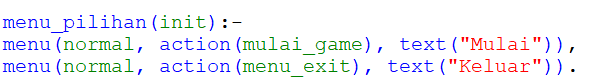 menu_pilihan(init):-
menu(normal, action(mulai_game), text("Mulai")),
menu(normal, action(menu_exit), text("Keluar")).